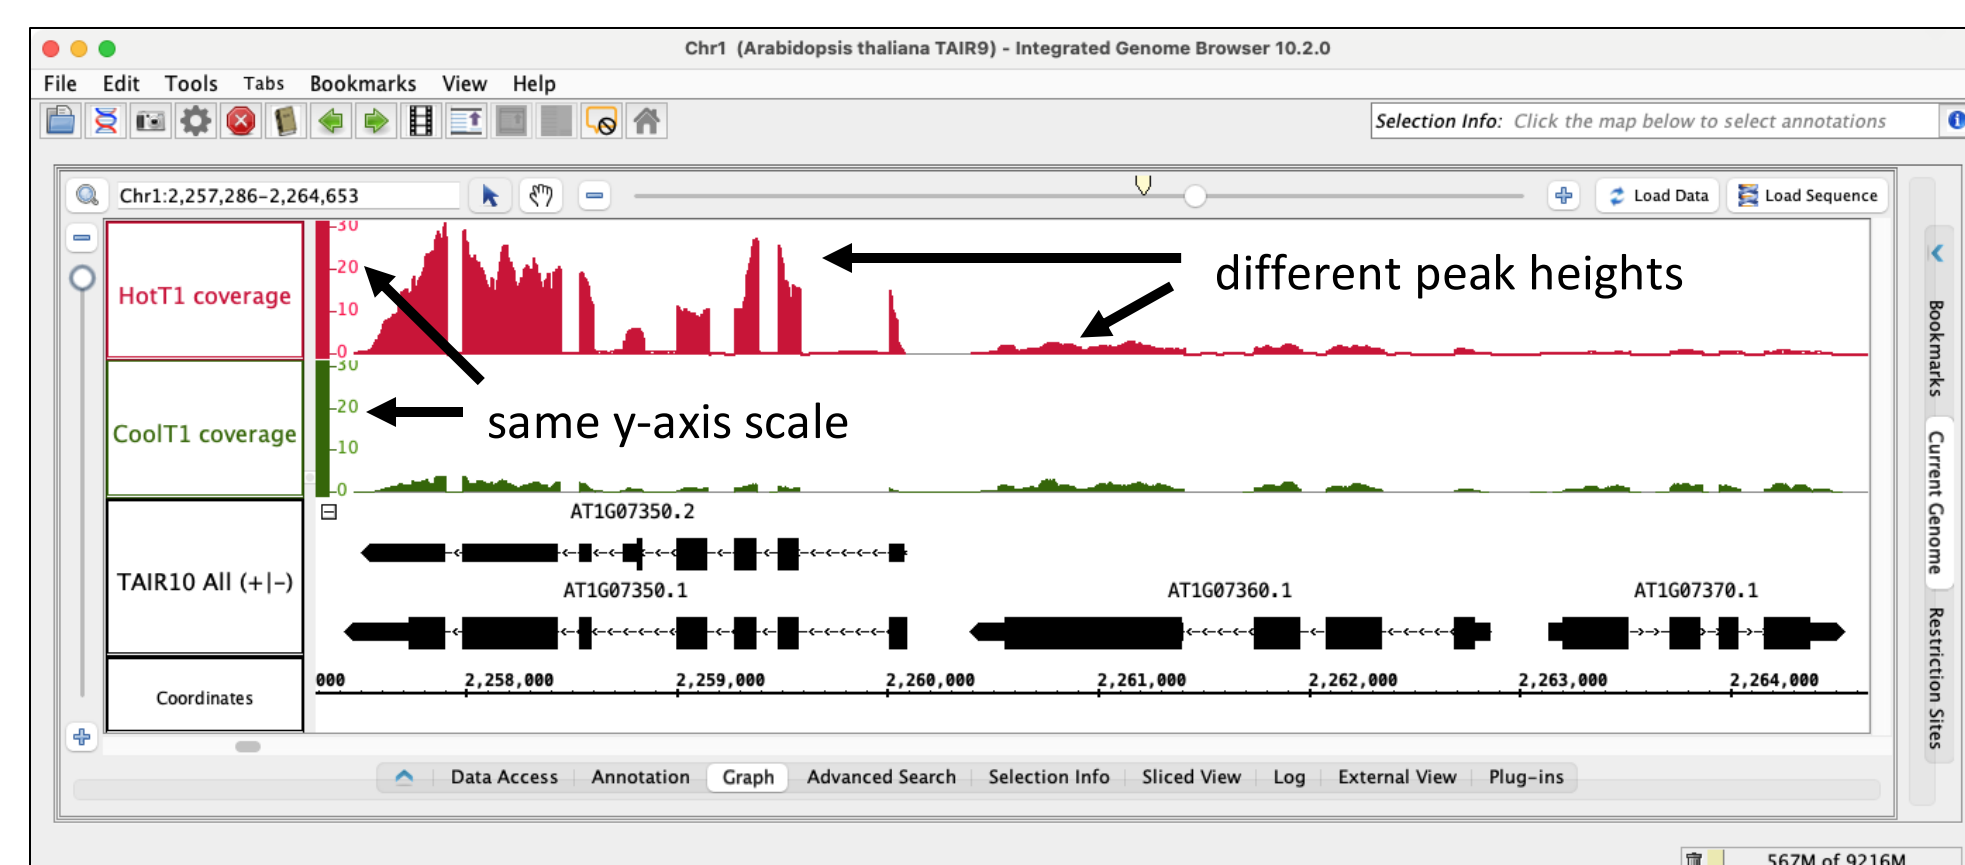 Chr1 (Arabidopsis thaliana TAIR9) - Integrated Genome Browser 10.2.0
File Edit Tools Tabs Bookmarks View Help
Selection Info: Click the map below to select annotations
Chr1:2,257,286-2,264,653
Load Data
Load Sequence
HotT1 coverage
30
20
10
0
different peak heights
CoolT1 coverage
30
20
10
0
same y-axis scale
TAIR10 All (+|-)
AT1G07350.2
AT1G07350.1
AT1G07360.1
AT1G07370.1
Coordinates
000 2,258,000 2,259,000 2,260,000 2,261,000 2,262,000 2,263,000 2,264,000
Bookmarks
Current Genome
Restriction Sites
Data Access Annotation Graph Advanced Search Selection Info Sliced View Log External View Plug-ins
567M of 9216M